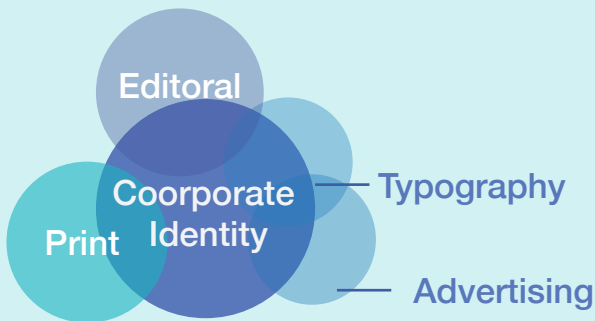 Editoral
Coorporate
Identity
Typography
Print
Advertising